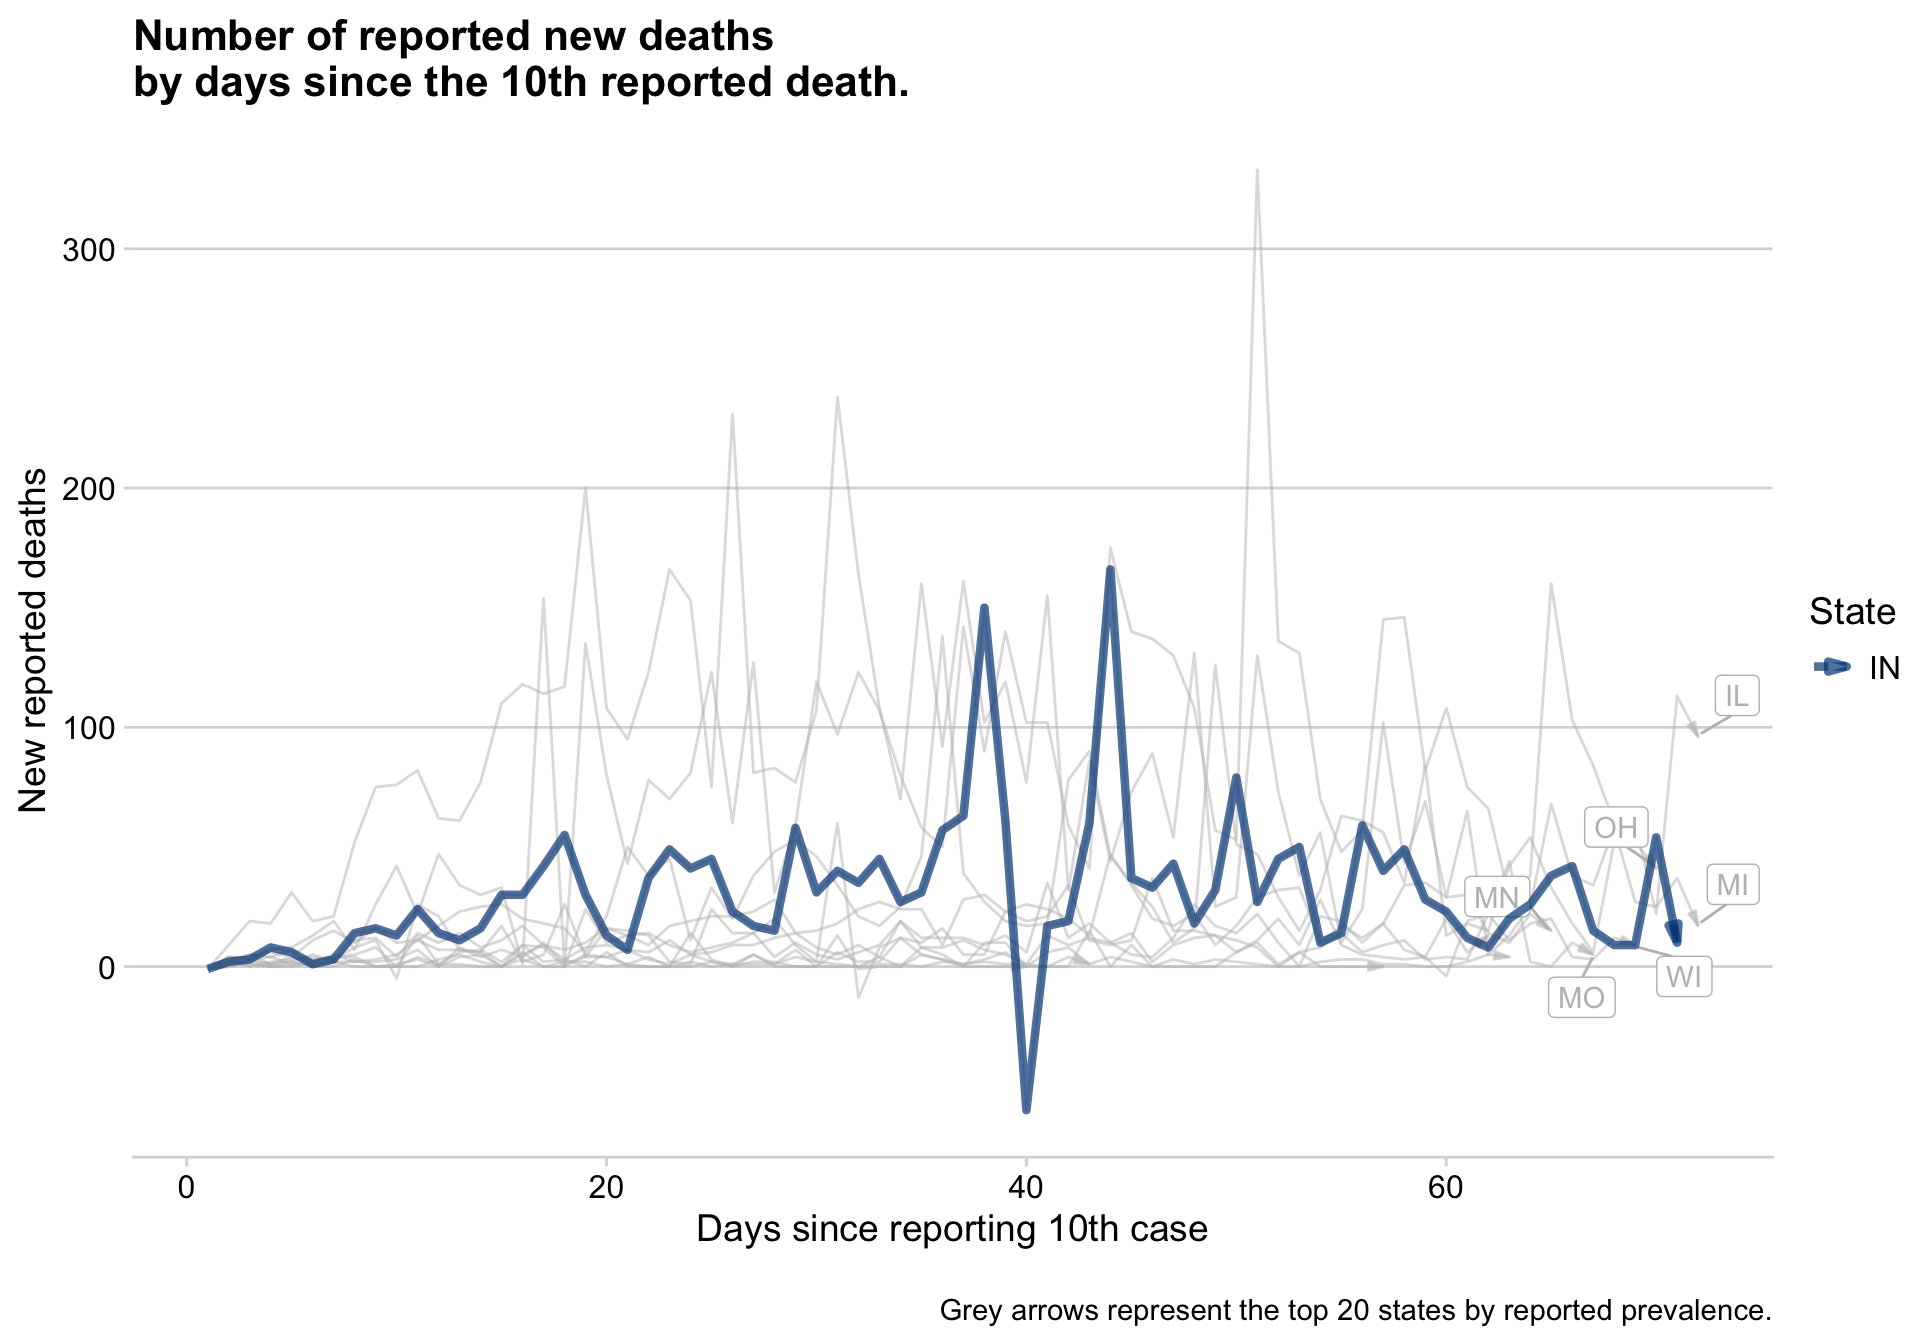 Number of reported new deaths
by days since the 10th reported death.
New reported deaths
300
200
100
0
0
20
40
60
Days since reporting 10th case
IL
OH
MI
MN
WI
MO
State
IN
Grey arrows represent the top 20 states by reported prevalence.